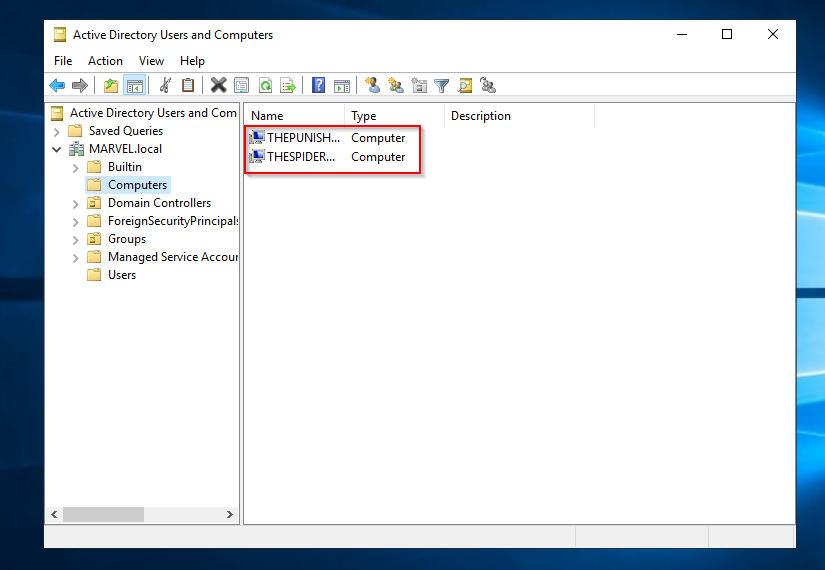 Active Directory Users and Computers
File Action View Help
Active Directory Users and Com
Saved Queries
MARVEL.local
Builtin
Computers
Domain Controllers
ForeignSecurityPrincipals
Groups
Managed Service Accour
Users
Name Type Description
THEPUNISH... Computer
THESPIDER... Computer